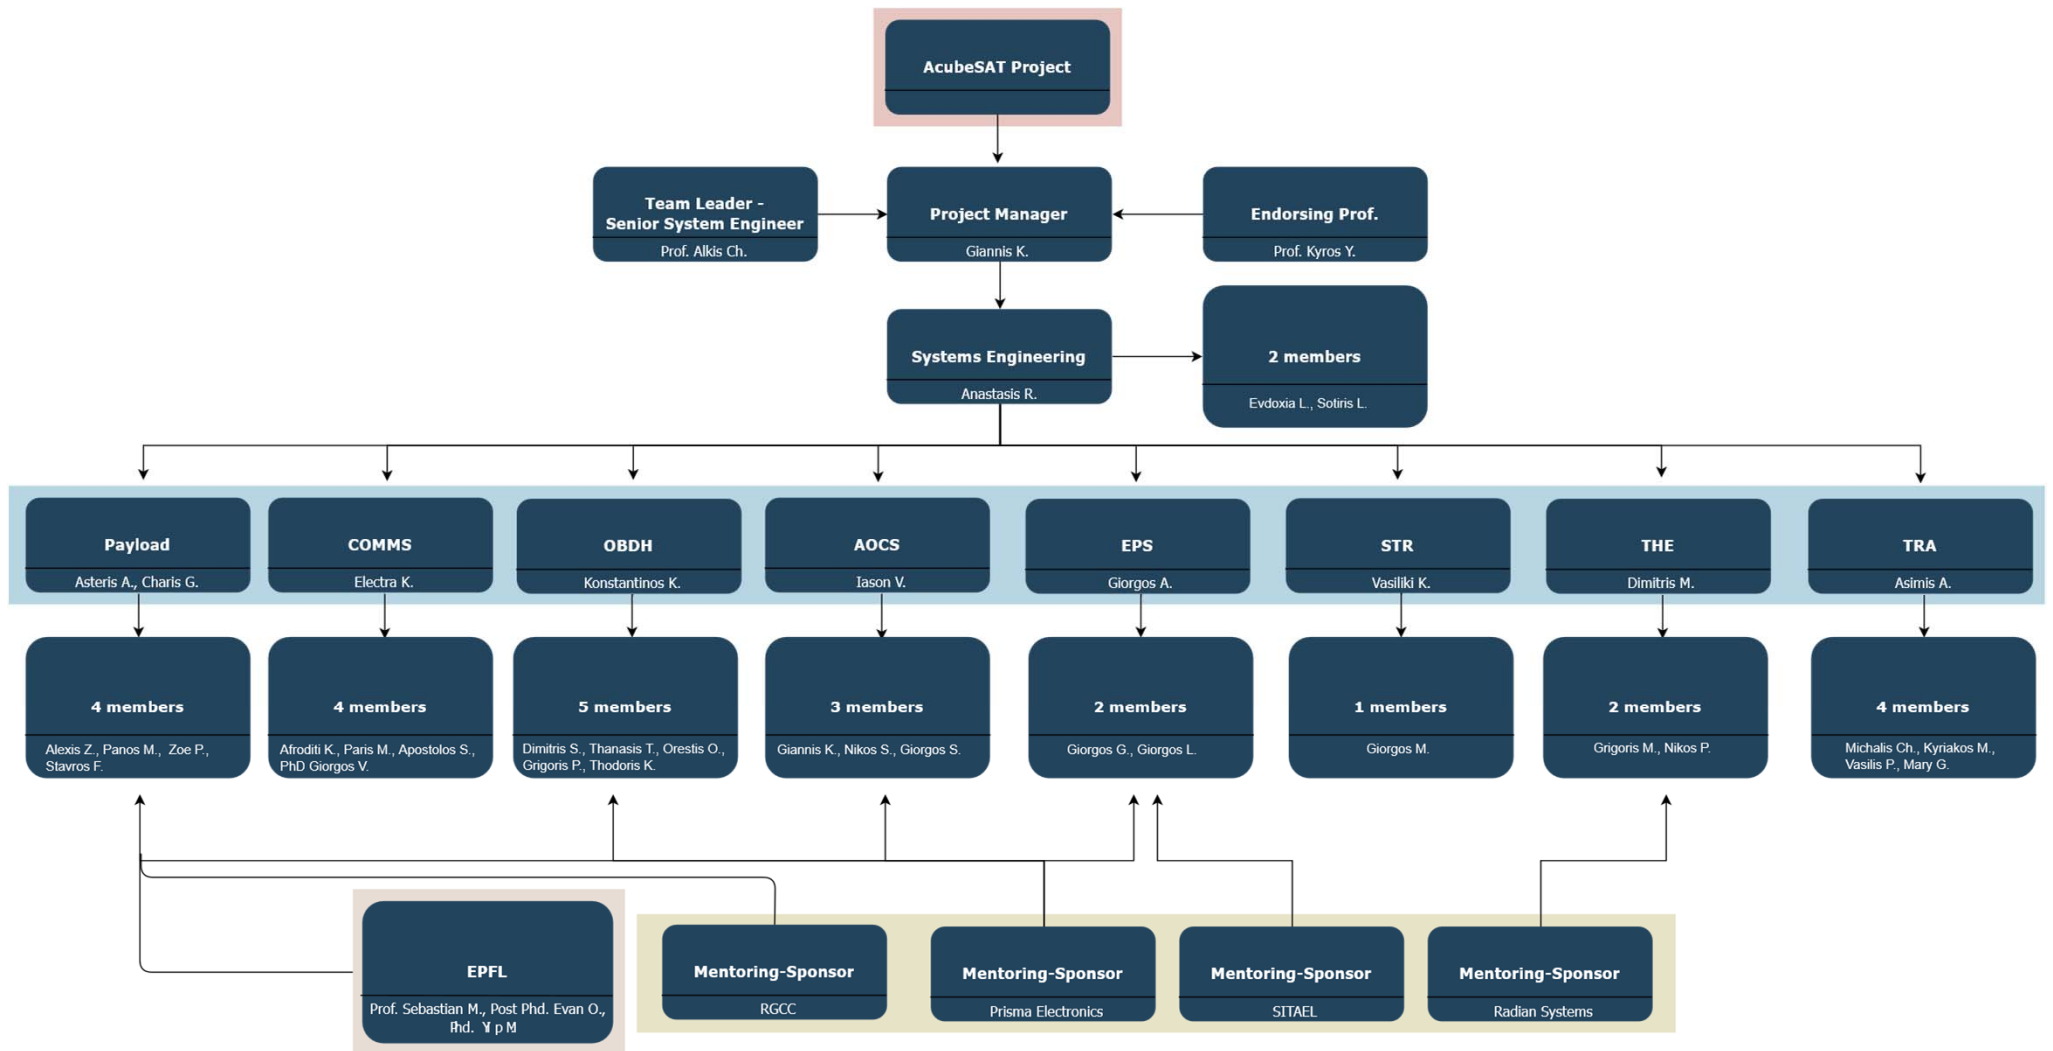 AcubeSAT Project
Team Leader -
Senior System Engineer
Prof. Alkis Ch.
Project Manager
Giannis K.
Endorsing Prof.
Prof. Kyros Y.
Systems Engineering
Anastasis R.
2 members
Evdoxia L., Sotiris L.
Payload
Asteris A., Charis G.
COMMS
Electra K.
OBDH
Konstantinos K.
AOCS
Iason V.
EPS
Giorgos A.
STR
Vasiliki K.
THE
Dimitris M.
TRA
Asimis A.
4 members
Alexis Z., Panos M., Zoe P.,
Stavros F.
4 members
Afroditi K., Paris M., Apostolos S.,
PhD Giorgos V.
5 members
Dimitris S., Thanasis T., Orestis O.,
Grigoris P., Thodoris K.
3 members
Giannis K., Nikos S., Giorgos S.
2 members
Giorgos G., Giorgos L.
1 members
Giorgos M.
2 members
Grigoris M., Nikos P.
4 members
Michalis Ch., Kyriakos M.,
Vasilis P., Mary G.
EPFL
Prof. Sebastian M., Post Phd. Evan O.,
Phd.
Mentoring-Sponsor
RGCC
Mentoring-Sponsor
Prisma Electronics
Mentoring-Sponsor
SITAEL
Mentoring-Sponsor
Radian Systems